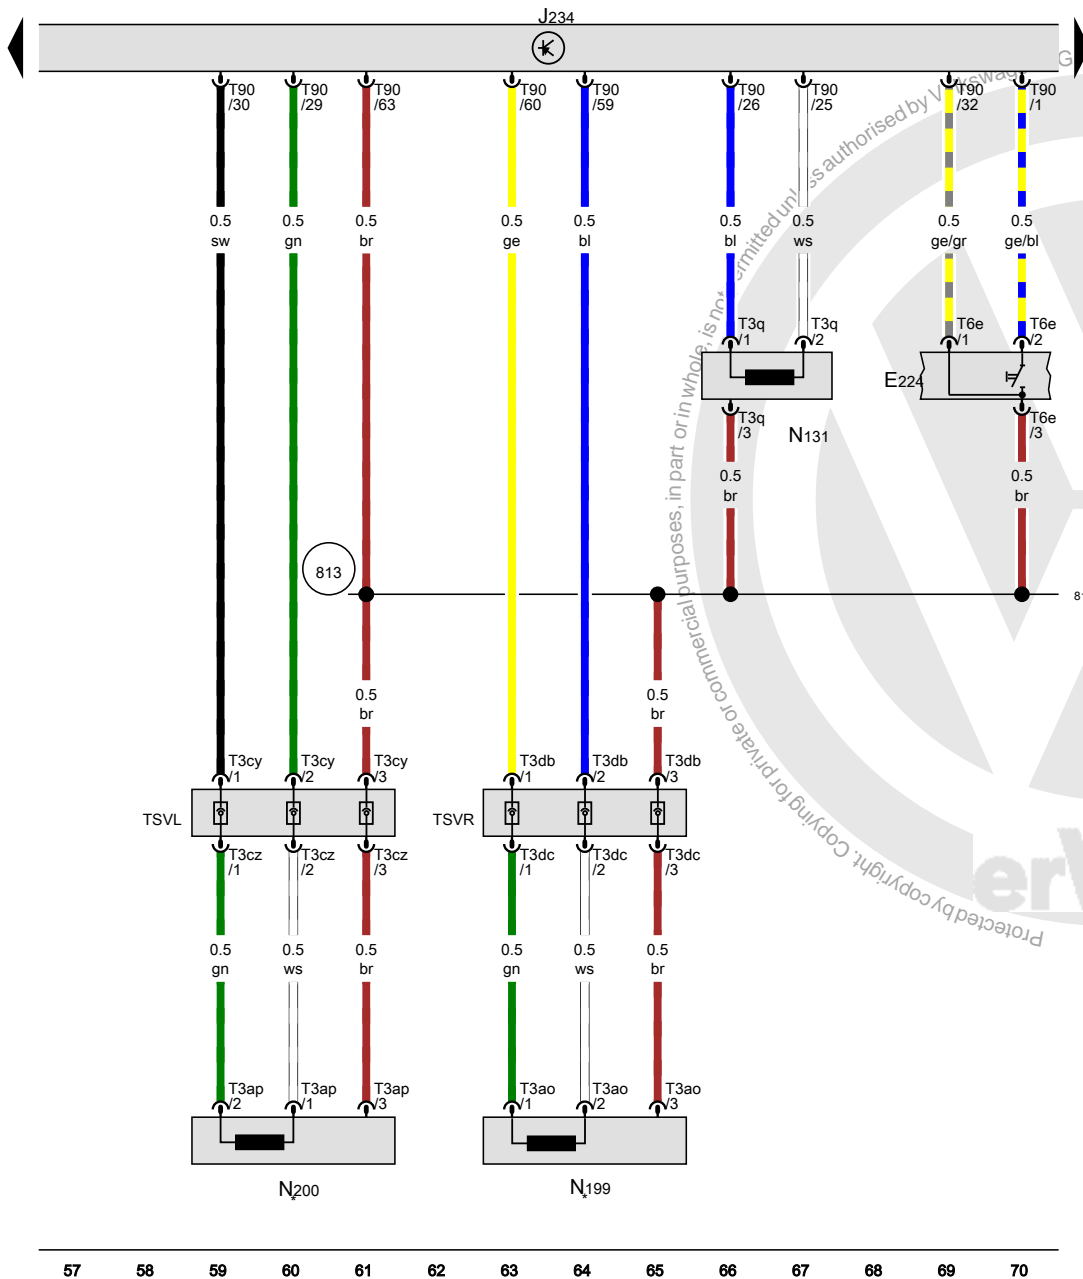 J234
T90 /30
T90 /29
T90 /63
T90 /60
T90 /59
T90 /26
T90 /25
T90 /32
T90 /1
0.5 sw
0.5 gn
0.5 br
0.5 ge
0.5 bl
0.5 bl
0.5 ws
0.5 ge/gr
0.5 ge/bl
T3q /1
T3q /2
T6e /1
T6e /2
E224
T3q /3
N131
T6e /3
0.5 br
0.5 br
813
0.5 br
0.5 br
T3cy /1
T3cy /2
T3cy /3
T3db /1
T3db /2
T3db /3
TSVL
TSVR
T3cz /1
T3cz /2
T3cz /3
T3dc /1
T3dc /2
T3dc /3
0.5 gn
0.5 ws
0.5 br
0.5 gn
0.5 ws
0.5 br
T3ap /2
T3ap /1
T3ap /3
T3ao /1
T3ao /2
T3ao /3
N200
*
N199
*
57 58 59 60 61 62 63 64 65 66 67 68 69 70
Protected by copyright. Copying for private or commercial purposes, in part or in whole, is not permitted unless authorised by